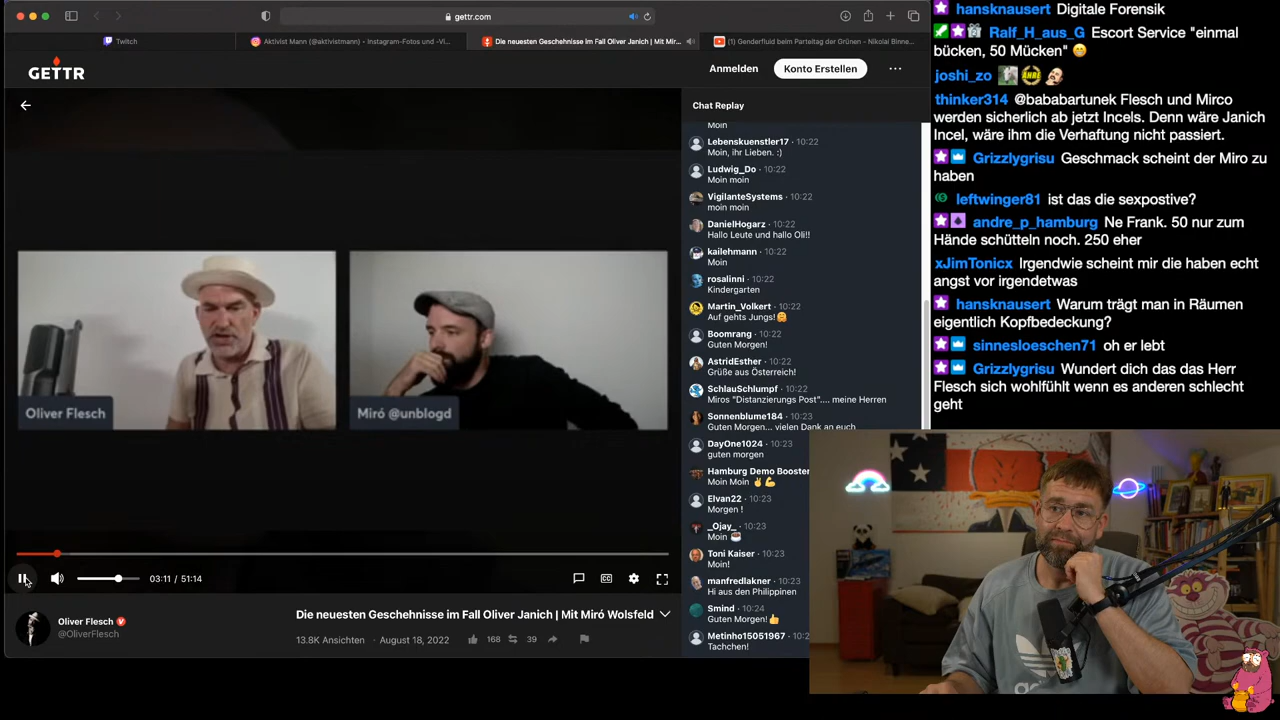 gettr.com
Twitch
Aktivist Mann (@aktivistmann) • Instagram-Fotos und -Vi...
Die neuesten Geschehnisse im Fall Oliver Janich | Mit Mir...
(1) Genderfluid beim Parteitag der Grünen - Nikolai Binne...
GETTR
Anmelden
Konto Erstellen
Chat Replay
Moin
Lebenskuenstler17 • 10:22
Moin, ihr Lieben. :)
Ludwig_Do • 10:22
Moin moin
VigilanteSystems • 10:22
moin moin
DanielHogarz • 10:22
Hallo Leute und hallo Oli!!
kailehmann • 10:22
Moin
rosalinni • 10:22
Kindergarten
Martin_Volkert • 10:22
Auf gehts Jungs!🤗
Boomrang • 10:22
Guten Morgen!
AstridEsther • 10:22
Grüße aus Österreich!
SchlauSchlumpf • 10:22
Miros "Distanzierungs Post".... meine Herren
Sonnenblume184 • 10:23
Guten Morgen... vielen Dank an euch
DayOne1024 • 10:23
guten morgen
Hamburg Demo Booster
Moin Moin ✌💪
Elvan22 • 10:23
Morgen !
_Ojay_ • 10:23
Moin ☕
Toni Kaiser • 10:23
Moin!
manfredlakner • 10:23
Hi aus den Philippinen
Smind • 10:24
Guten Morgen!👍
Metinho15051967 • 10:2
Tachchen!
Oliver Flesch
Miró @unblogd
03:11 / 51:14
Oliver Flesch
@OliverFlesch
Die neuesten Geschehnisse im Fall Oliver Janich | Mit Miró Wolsfeld
13.8K Ansichten • August 18, 2022
168
39
hansknausert Digitale Forensik
Ralf_H_aus_G Escort Service "einmal
bücken, 50 Mücken" 😁
joshi_zo
thinker314 @bababartunek Flesch und Mirco
werden sicherlich ab jetzt Incels. Denn wäre Janich
Incel, wäre ihm die Verhaftung nicht passiert.
Grizzlygrisu Geschmack scheint der Miro zu
haben
leftwinger81 ist das die sexpostive?
andre_p_hamburg Ne Frank. 50 nur zum
Hände schütteln noch. 250 eher
xJimTonicx Irgendwie scheint mir die haben echt
angst vor irgendetwas
hansknausert Warum trägt man in Räumen
eigentlich Kopfbedeckung?
sinnesloeschen71 oh er lebt
Grizzlygrisu Wundert dich das das Herr
Flesch sich wohlfühlt wenn es anderen schlecht
geht